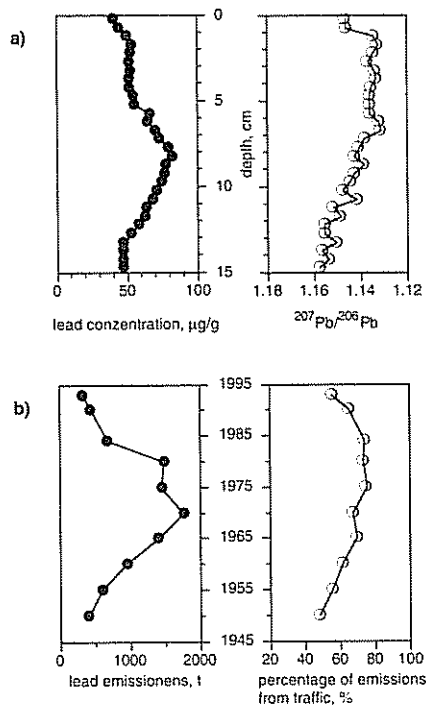 a)
0
5
10
15
depth, cm
0 50 100
lead conzentration, µg/g
1.18 1.16 1.14 1.12
207Pb/206Pb
b)
1995
1985
1975
1965
1955
1945
0 1000 2000
lead emissionens, t
20 40 60 80 100
percentage of emissions
from traffic, %